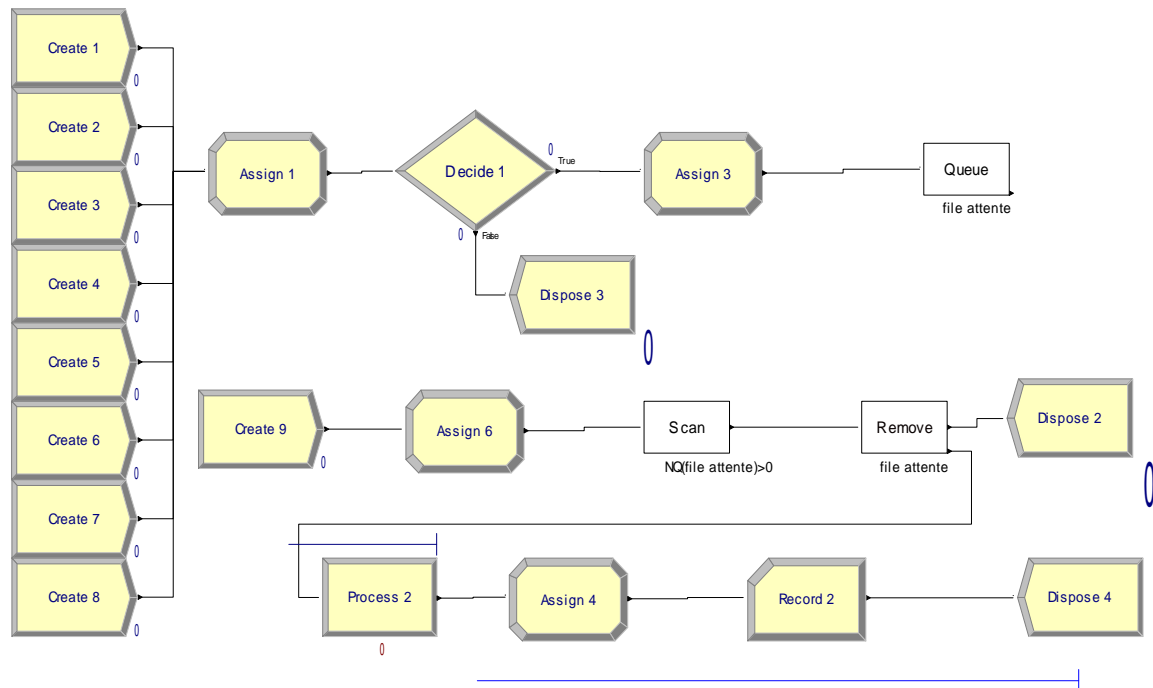 Create 1
0
Create 2
0
Create 3
0
Create 4
0
Create 5
0
Create 6
0
Create 7
0
Create 8
0
Assign 1
Decide 1
0
True
0
False
Assign 3
Queue
file attente
Dispose 3
0
Create 9
0
Assign 6
Scan
NQ(file attente)>0
Remove
file attente
Dispose 2
0
Process 2
0
Assign 4
Record 2
Dispose 4